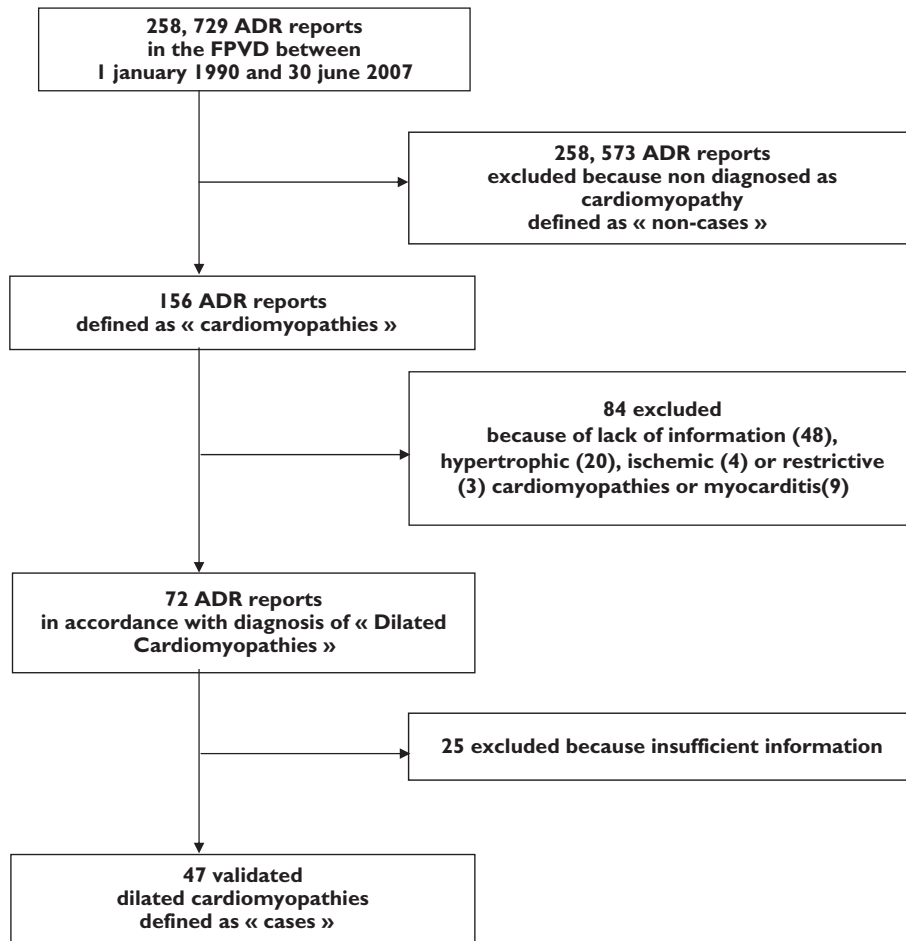 258, 729 ADR reports
in the FPVD between
1 january 1990 and 30 june 2007
258, 573 ADR reports
excluded because non diagnosed as
cardiomyopathy
defined as « non-cases »
156 ADR reports
defined as « cardiomyopathies »
84 excluded
because of lack of information (48),
hypertrophic (20), ischemic (4) or restrictive
(3) cardiomyopathies or myocarditis(9)
72 ADR reports
in accordance with diagnosis of « Dilated
Cardiomyopathies »
25 excluded because insufficient information
47 validated
dilated cardiomyopathies
defined as « cases »